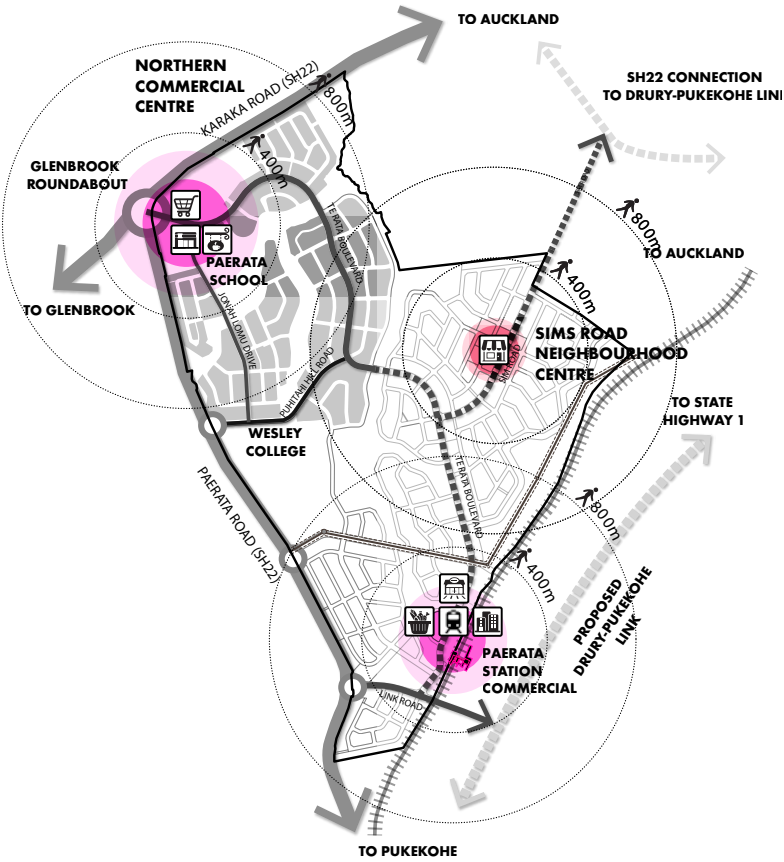 TO AUCKLAND
NORTHERN
COMMERCIAL
CENTRE
KARAKA ROAD (SH22)
800m
SH22 CONNECTION
TO DRURY-PUKEKOHE LINK
400m
GLENBROOK
ROUNDABOUT
800m
TE RATA BOULEVARD
TO AUCKLAND
PAERATA
SCHOOL
400m
TO GLENBROOK
JONAH LOMU DRIVE
SIMS ROAD
NEIGHBOURHOOD
CENTRE
SIM ROAD
PUHITAHI HILL ROAD
TO STATE
HIGHWAY 1
WESLEY
COLLEGE
PAERATA ROAD (SH22)
TE RATA BOULEVARD
800m
400m
PROPOSED
DRURY-PUKEKOHE
LINK
PAERATA
STATION
COMMERCIAL
LINK ROAD
TO PUKEKOHE